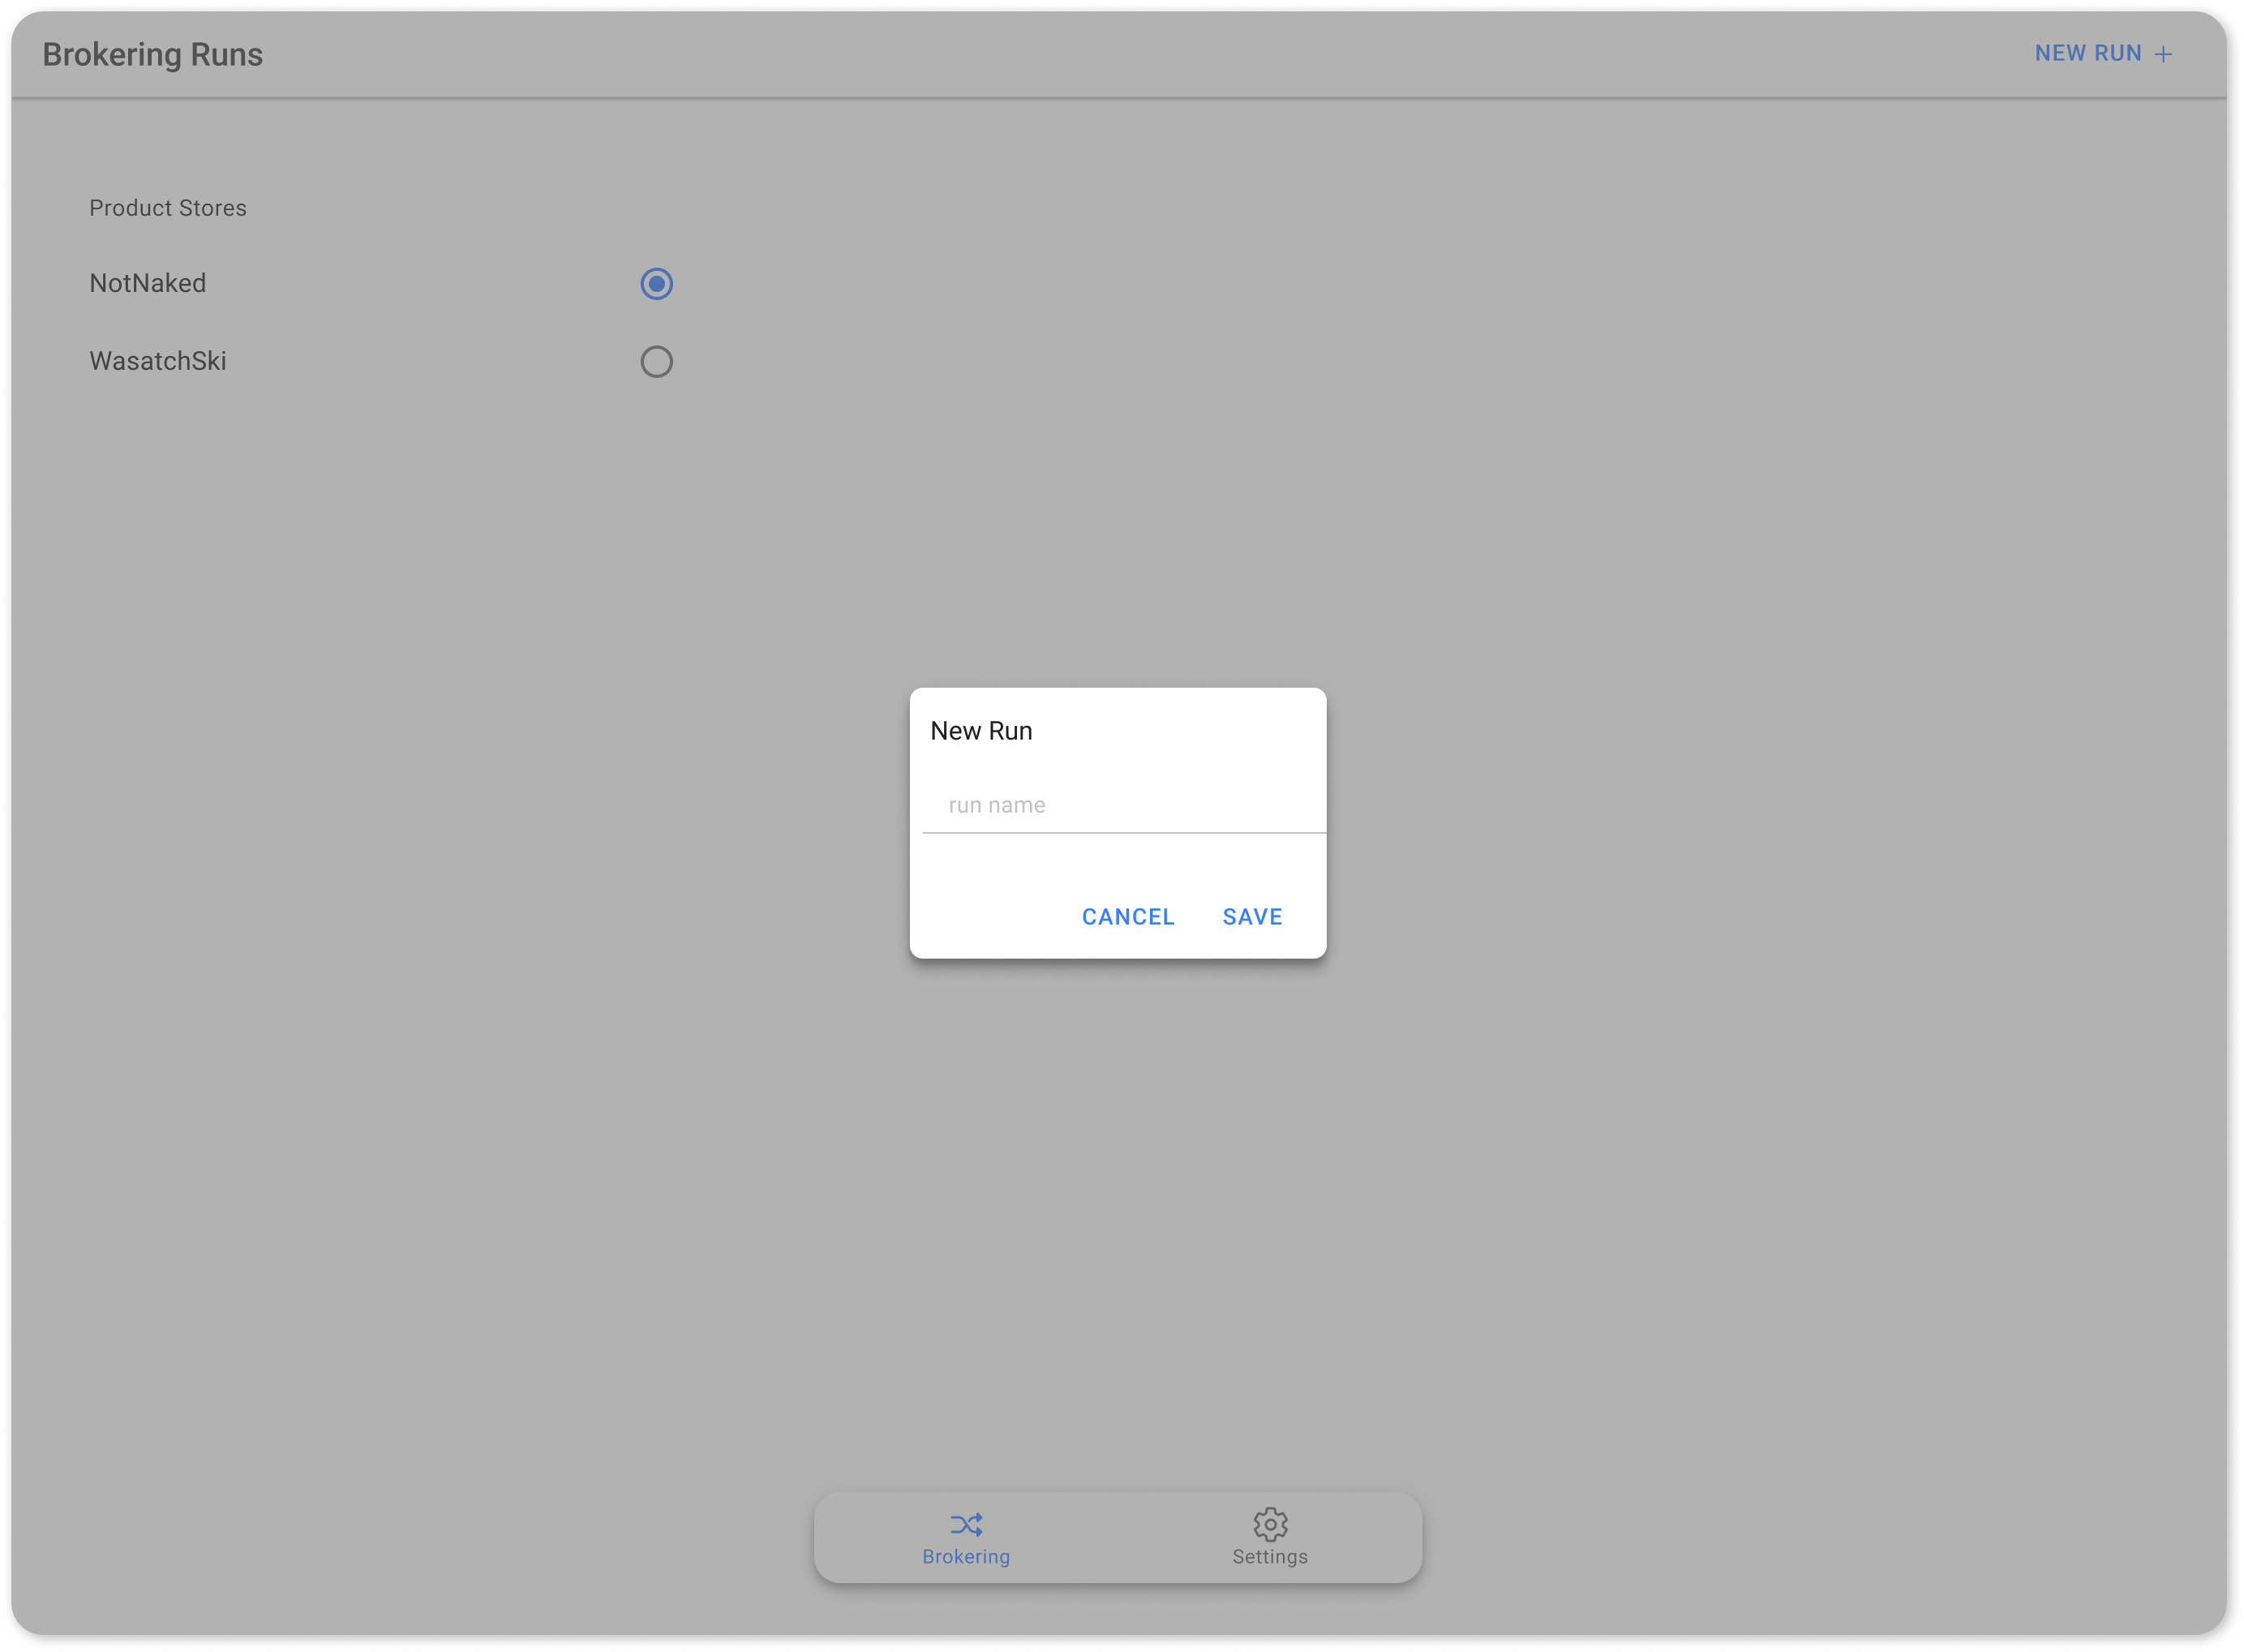 Brokering Runs
NEW RUN +
Product Stores
NotNaked
WasatchSki
New Run
run name
CANCEL SAVE
Brokering Settings